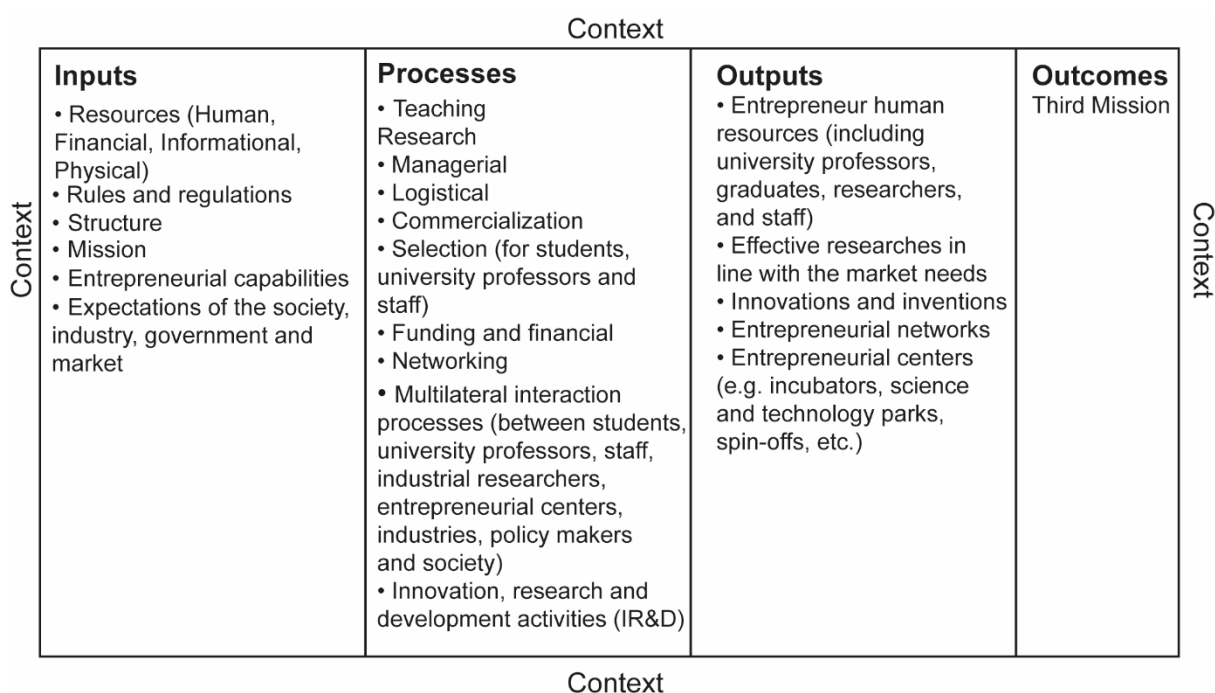 Context
Context
Inputs
• Resources (Human,
Financial, Informational,
Physical)
• Rules and regulations
• Structure
• Mission
• Entrepreneurial capabilities
• Expectations of the society,
industry, government and
market
Processes
• Teaching
Research
• Managerial
• Logistical
• Commercialization
• Selection (for students,
university professors and
staff)
• Funding and financial
• Networking
• Multilateral interaction
processes (between students,
university professors, staff,
industrial researchers,
entrepreneurial centers,
industries, policy makers
and society)
• Innovation, research and
development activities (IR&D)
Outputs
• Entrepreneur human
resources (including
university professors,
graduates, researchers,
and staff)
• Effective researches in
line with the market needs
• Innovations and inventions
• Entrepreneurial networks
• Entrepreneurial centers
(e.g. incubators, science
and technology parks,
spin-offs, etc.)
Outcomes
Third Mission
Context
Context